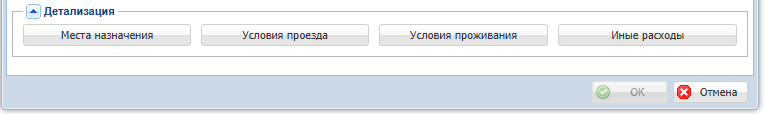 Детализация
Места назначения Условия проезда Условия проживания Иные расходы
OK Отмена